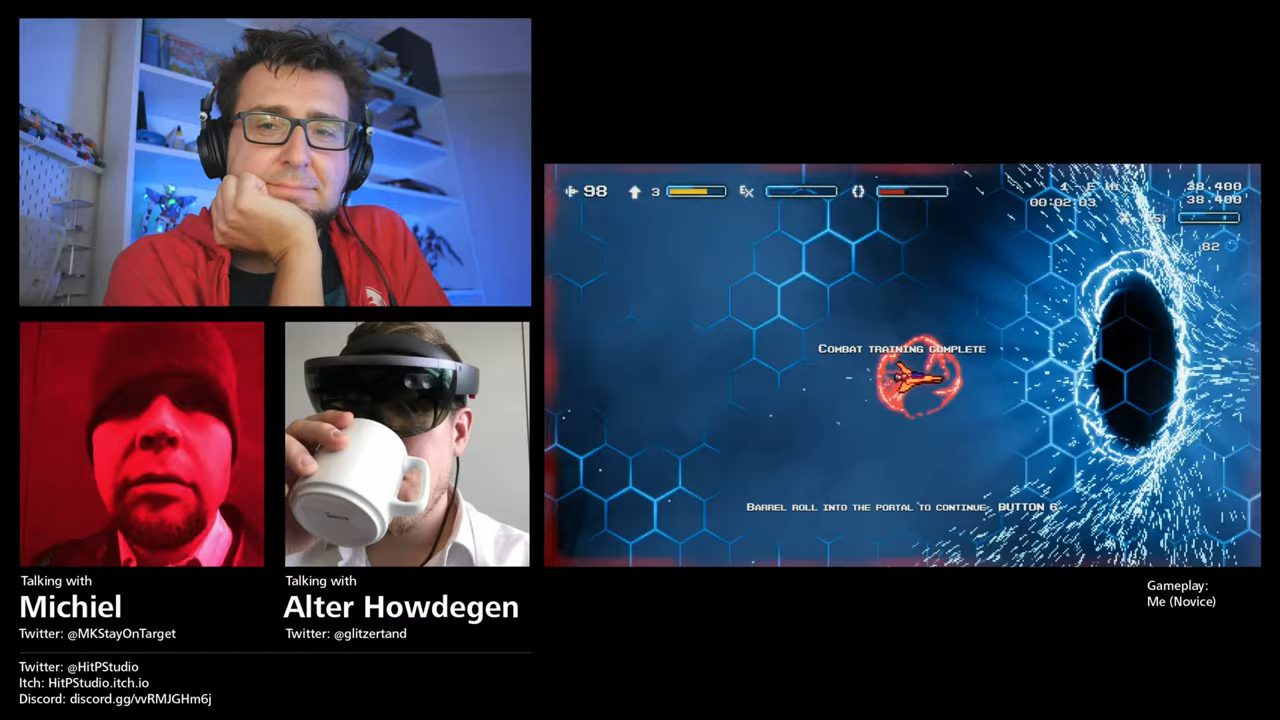 98
3
Ex
38.400
00:02:03
38.400
82
Combat training complete
Barrel roll into the portal to continue. BUTTON 6
Talking with
Michiel
Twitter: @MKStayOnTarget
Talking with
Alter Howdegen
Twitter: @glitzertand
Twitter: @HitPStudio
Itch: HitPStudio.itch.io
Discord: discord.gg/vvRMJGHm6j
Gameplay:
Me (Novice)